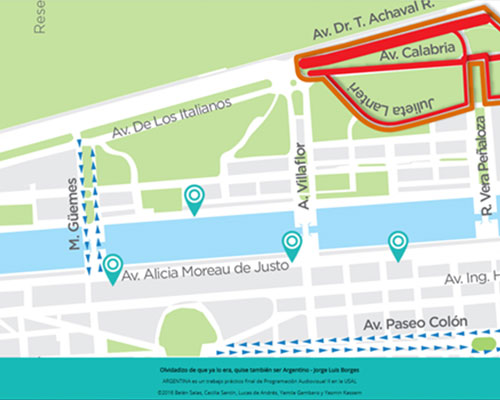 Rese
Av. Dr. T. Achaval R.
Av. Calabria
Julieta Lanteri
Av. De Los Italianos
M. Güemes
A. Villaflor
R. Vera Peñaloza
Av. Alicia Moreau de Justo
Av. Ing. H
Av. Paseo Colón
Olvidadizo de que ya lo era, quise también ser Argentino - Jorge Luis Borges
ARGENTINA es un trabajo práctico final de Programación Audiovisual II en la USAL
©2016 Belén Salas, Cecilia Santin, Lucas de Andrés, Yamile Gambaro y Yasmin Kassem